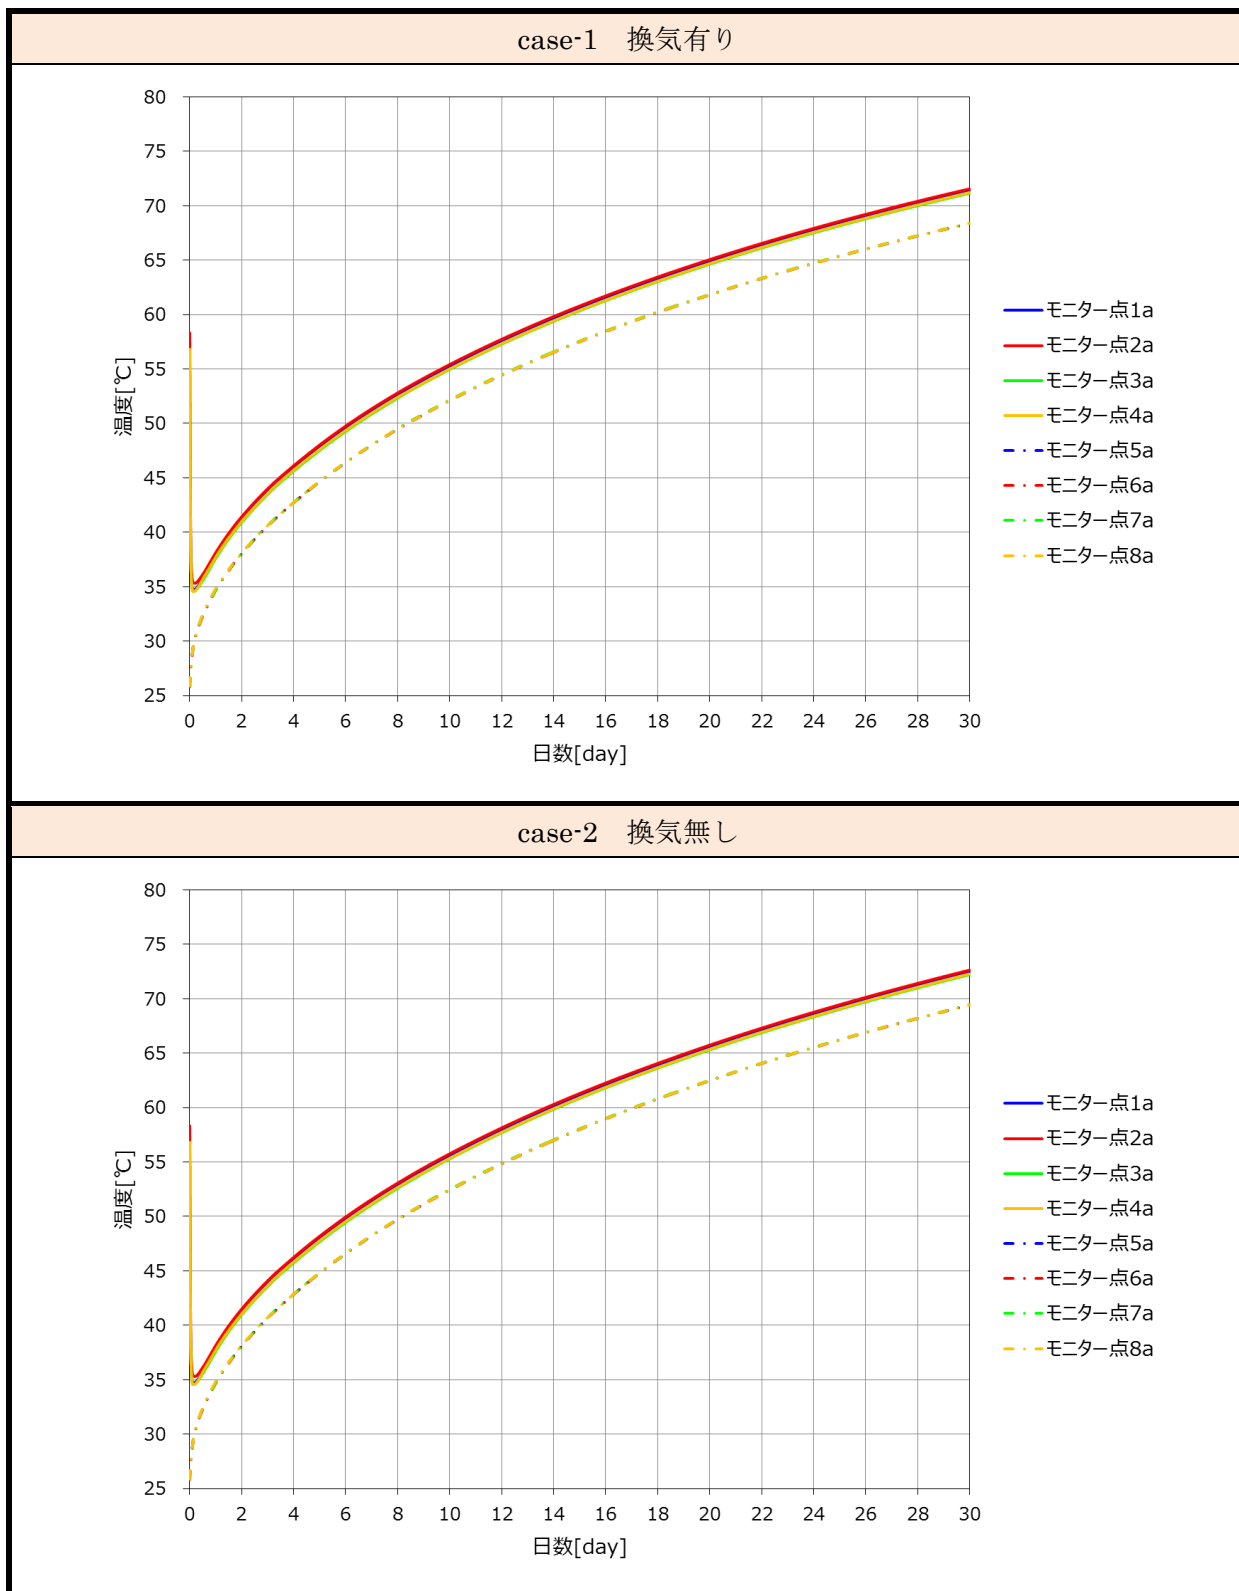 case-1　換気有り
80
75
70
65
60
55
50
45
40
35
30
25
温度[℃]
0 2 4 6 8 10 12 14 16 18 20 22 24 26 28 30
日数[day]
モニター点1a
モニター点2a
モニター点3a
モニター点4a
モニター点5a
モニター点6a
モニター点7a
モニター点8a
case-2　換気無し
80
75
70
65
60
55
50
45
40
35
30
25
温度[℃]
0 2 4 6 8 10 12 14 16 18 20 22 24 26 28 30
日数[day]
モニター点1a
モニター点2a
モニター点3a
モニター点4a
モニター点5a
モニター点6a
モニター点7a
モニター点8a